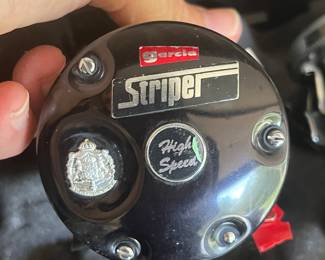 garcia
Striper
High
Speed